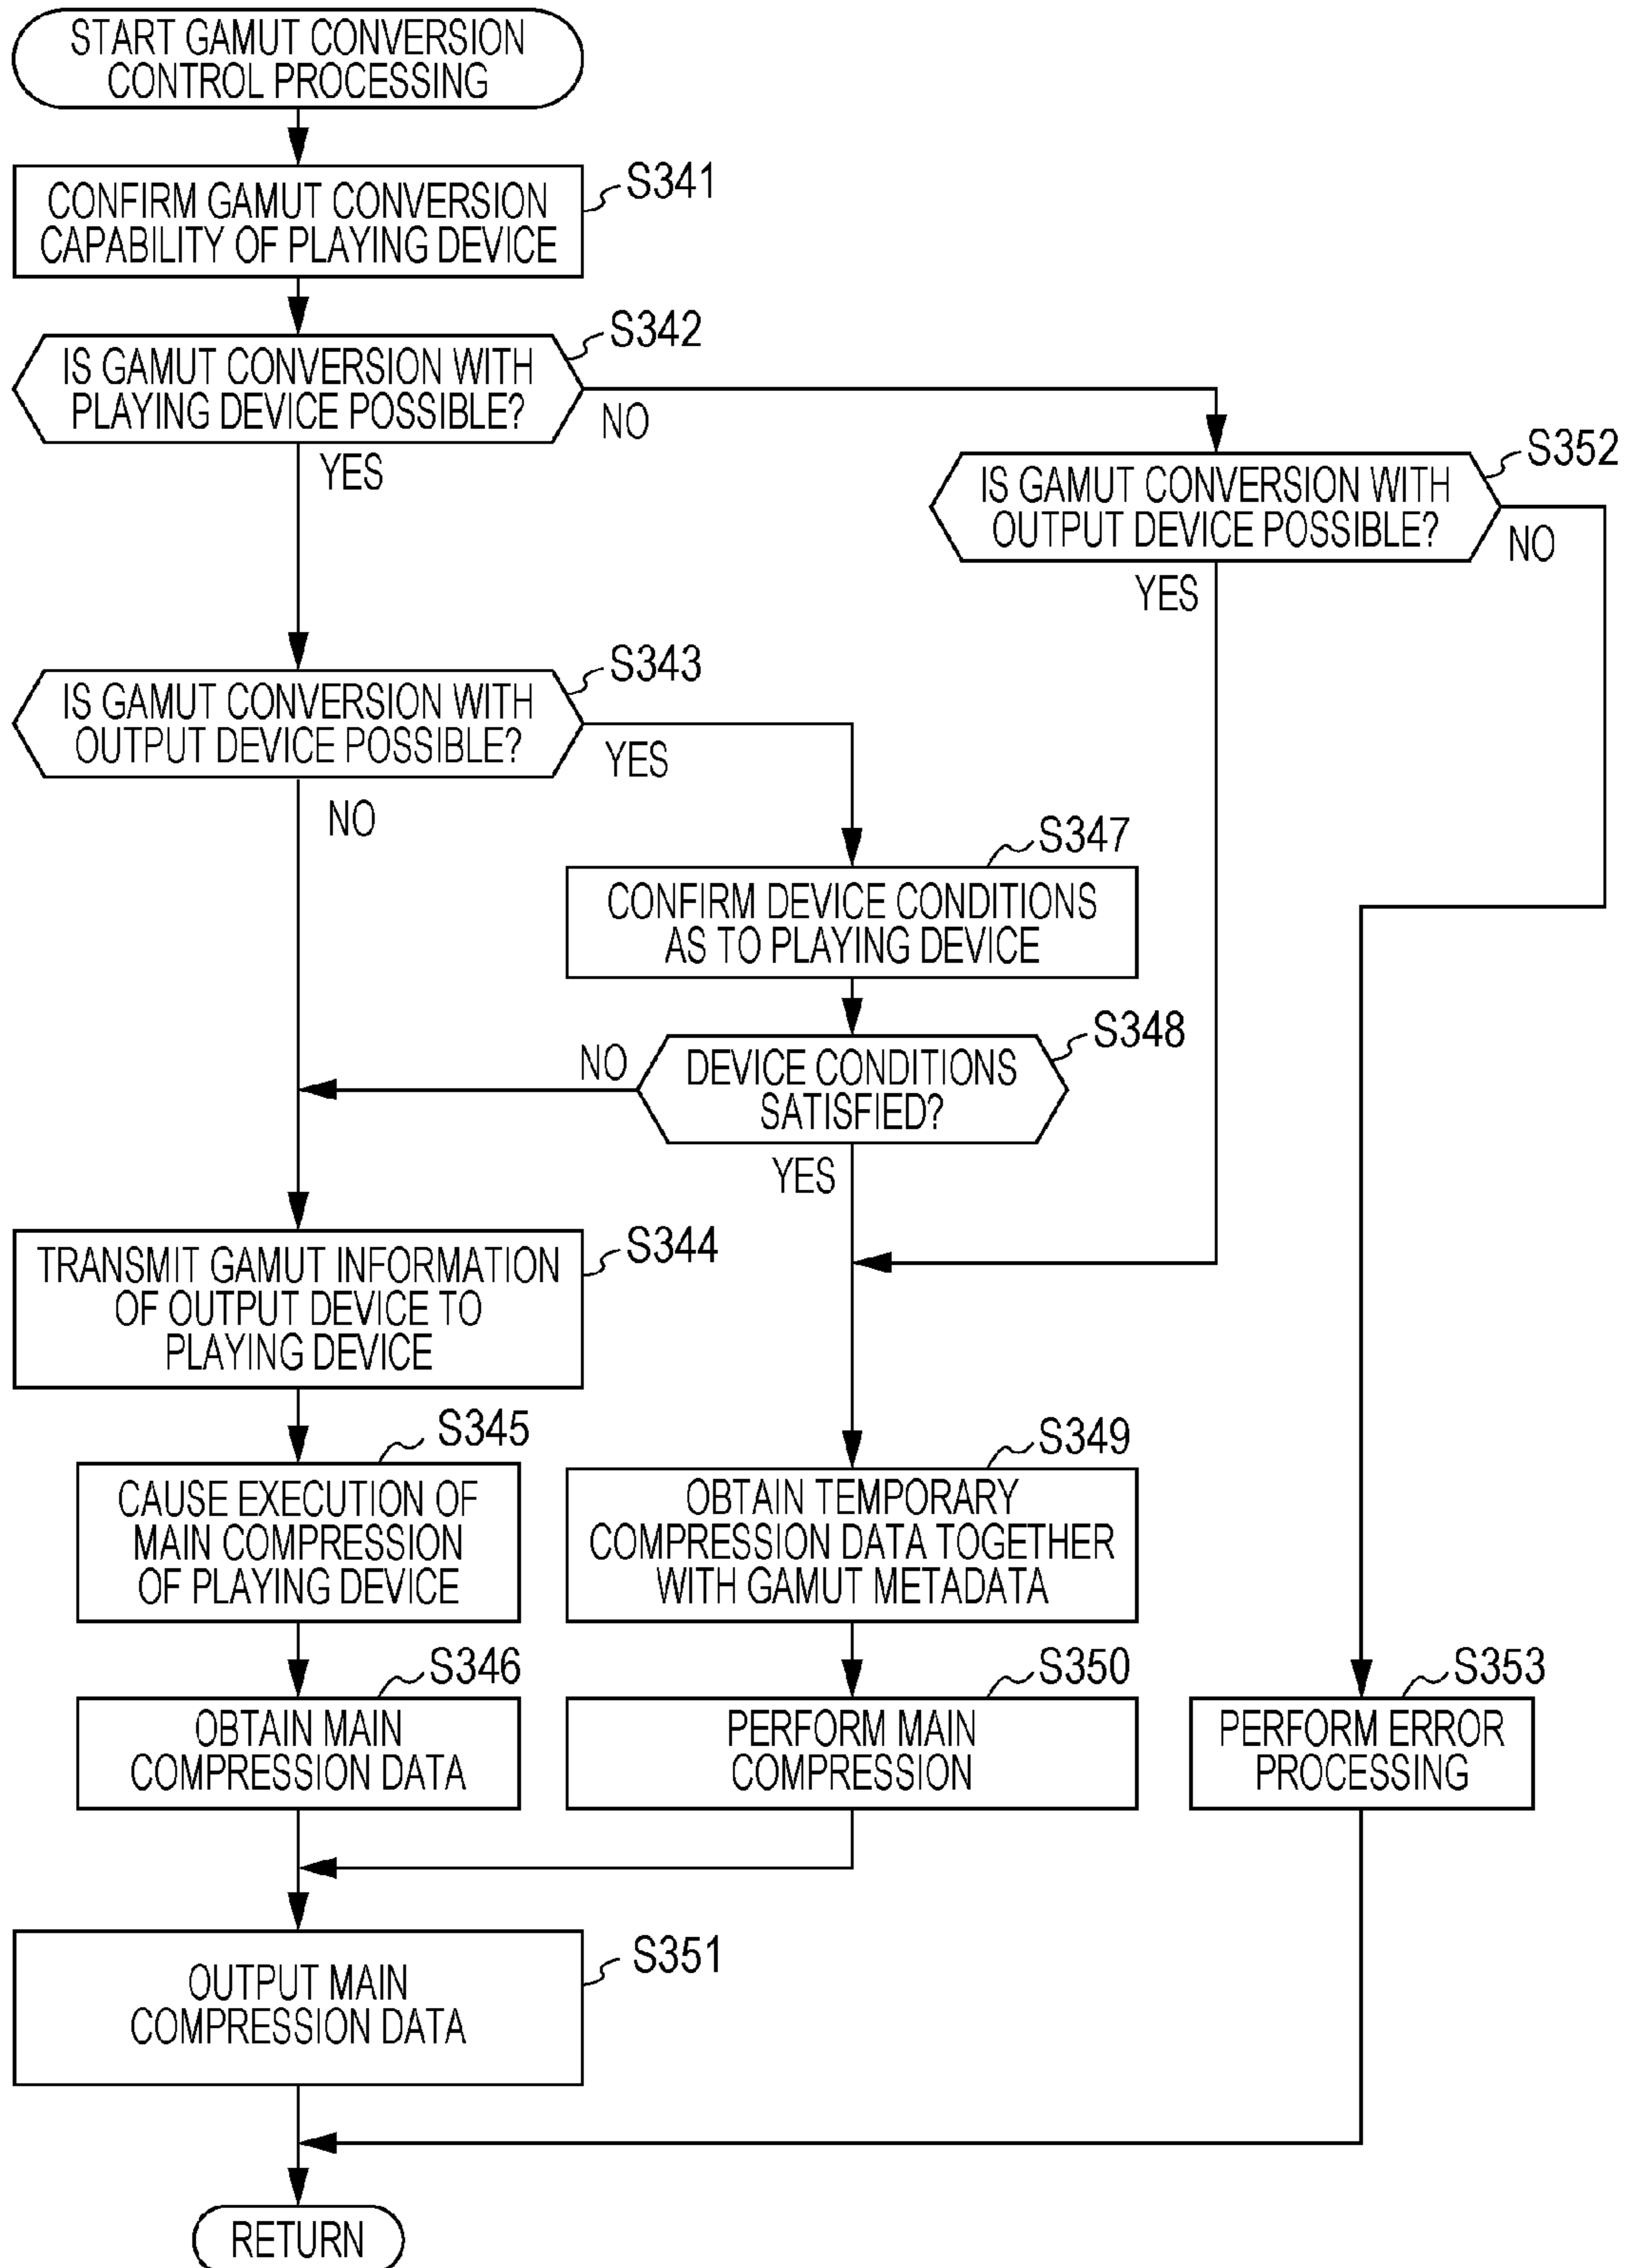 START GAMUT CONVERSION
CONTROL PROCESSING
S341
CONFIRM GAMUT CONVERSION
CAPABILITY OF PLAYING DEVICE
S342
IS GAMUT CONVERSION WITH
PLAYING DEVICE POSSIBLE?
NO
YES
S352
IS GAMUT CONVERSION WITH
OUTPUT DEVICE POSSIBLE?
NO
YES
S343
IS GAMUT CONVERSION WITH
OUTPUT DEVICE POSSIBLE?
YES
NO
S347
CONFIRM DEVICE CONDITIONS
AS TO PLAYING DEVICE
S348
DEVICE CONDITIONS
SATISFIED?
NO
YES
S344
TRANSMIT GAMUT INFORMATION
OF OUTPUT DEVICE TO
PLAYING DEVICE
S345
CAUSE EXECUTION OF
MAIN COMPRESSION
OF PLAYING DEVICE
S349
OBTAIN TEMPORARY
COMPRESSION DATA TOGETHER
WITH GAMUT METADATA
S346
OBTAIN MAIN
COMPRESSION DATA
S350
PERFORM MAIN
COMPRESSION
S353
PERFORM ERROR
PROCESSING
S351
OUTPUT MAIN
COMPRESSION DATA
RETURN